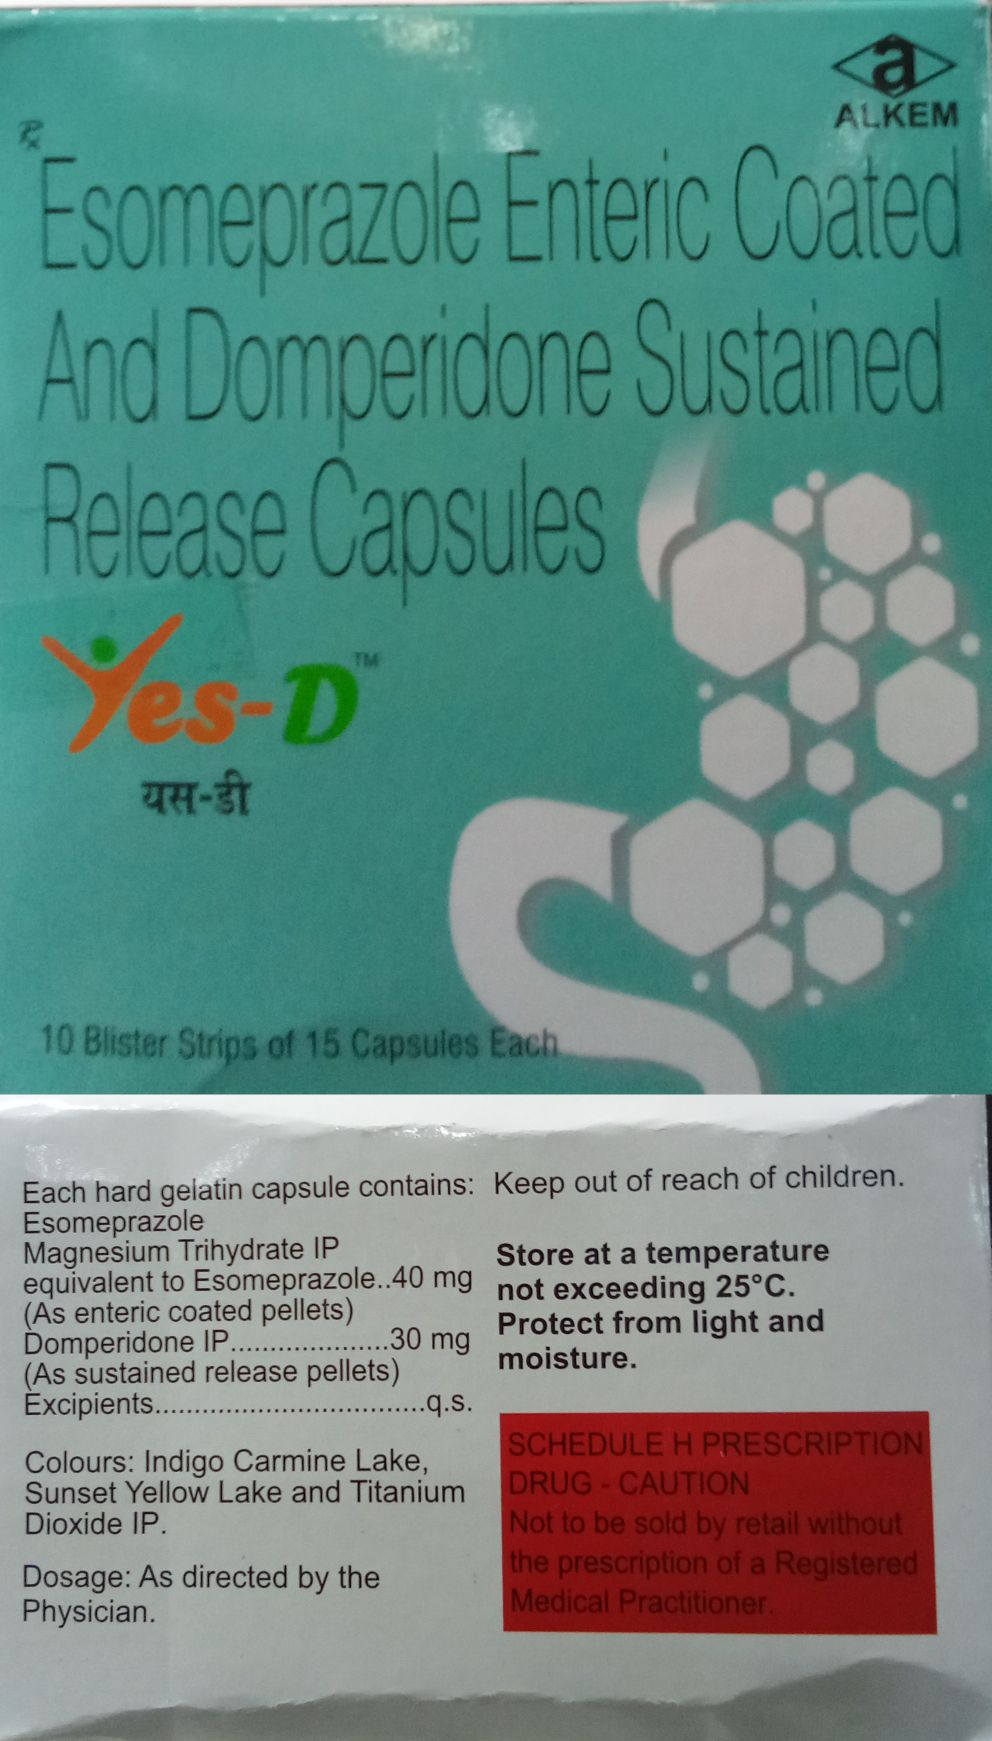 a
ALKEM
Rx
Esomeprazole Enteric Coated
And Domperidone Sustained
Release Capsules
Yes-D™
यस-डी
10 Blister Strips of 15 Capsules Each
Each hard gelatin capsule contains:
Esomeprazole
Magnesium Trihydrate IP
equivalent to Esomeprazole..40 mg
(As enteric coated pellets)
Domperidone IP....................30 mg
(As sustained release pellets)
Excipients..................................q.s.
Colours: Indigo Carmine Lake,
Sunset Yellow Lake and Titanium
Dioxide IP.
Dosage: As directed by the
Physician.
Keep out of reach of children.
Store at a temperature
not exceeding 25°C.
Protect from light and
moisture.
SCHEDULE H PRESCRIPTION
DRUG - CAUTION
Not to be sold by retail without
the prescription of a Registered
Medical Practitioner.